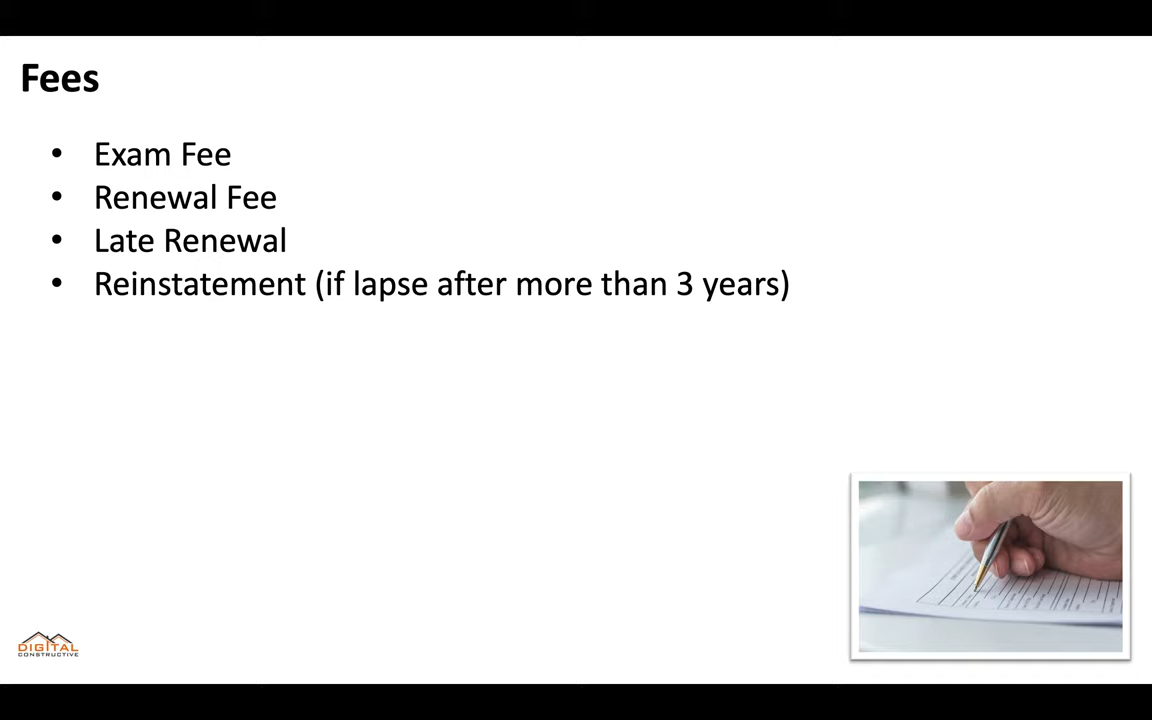 Fees
• Exam Fee
• Renewal Fee
• Late Renewal
• Reinstatement (if lapse after more than 3 years)
DIGITAL
CONSTRUCTIVE